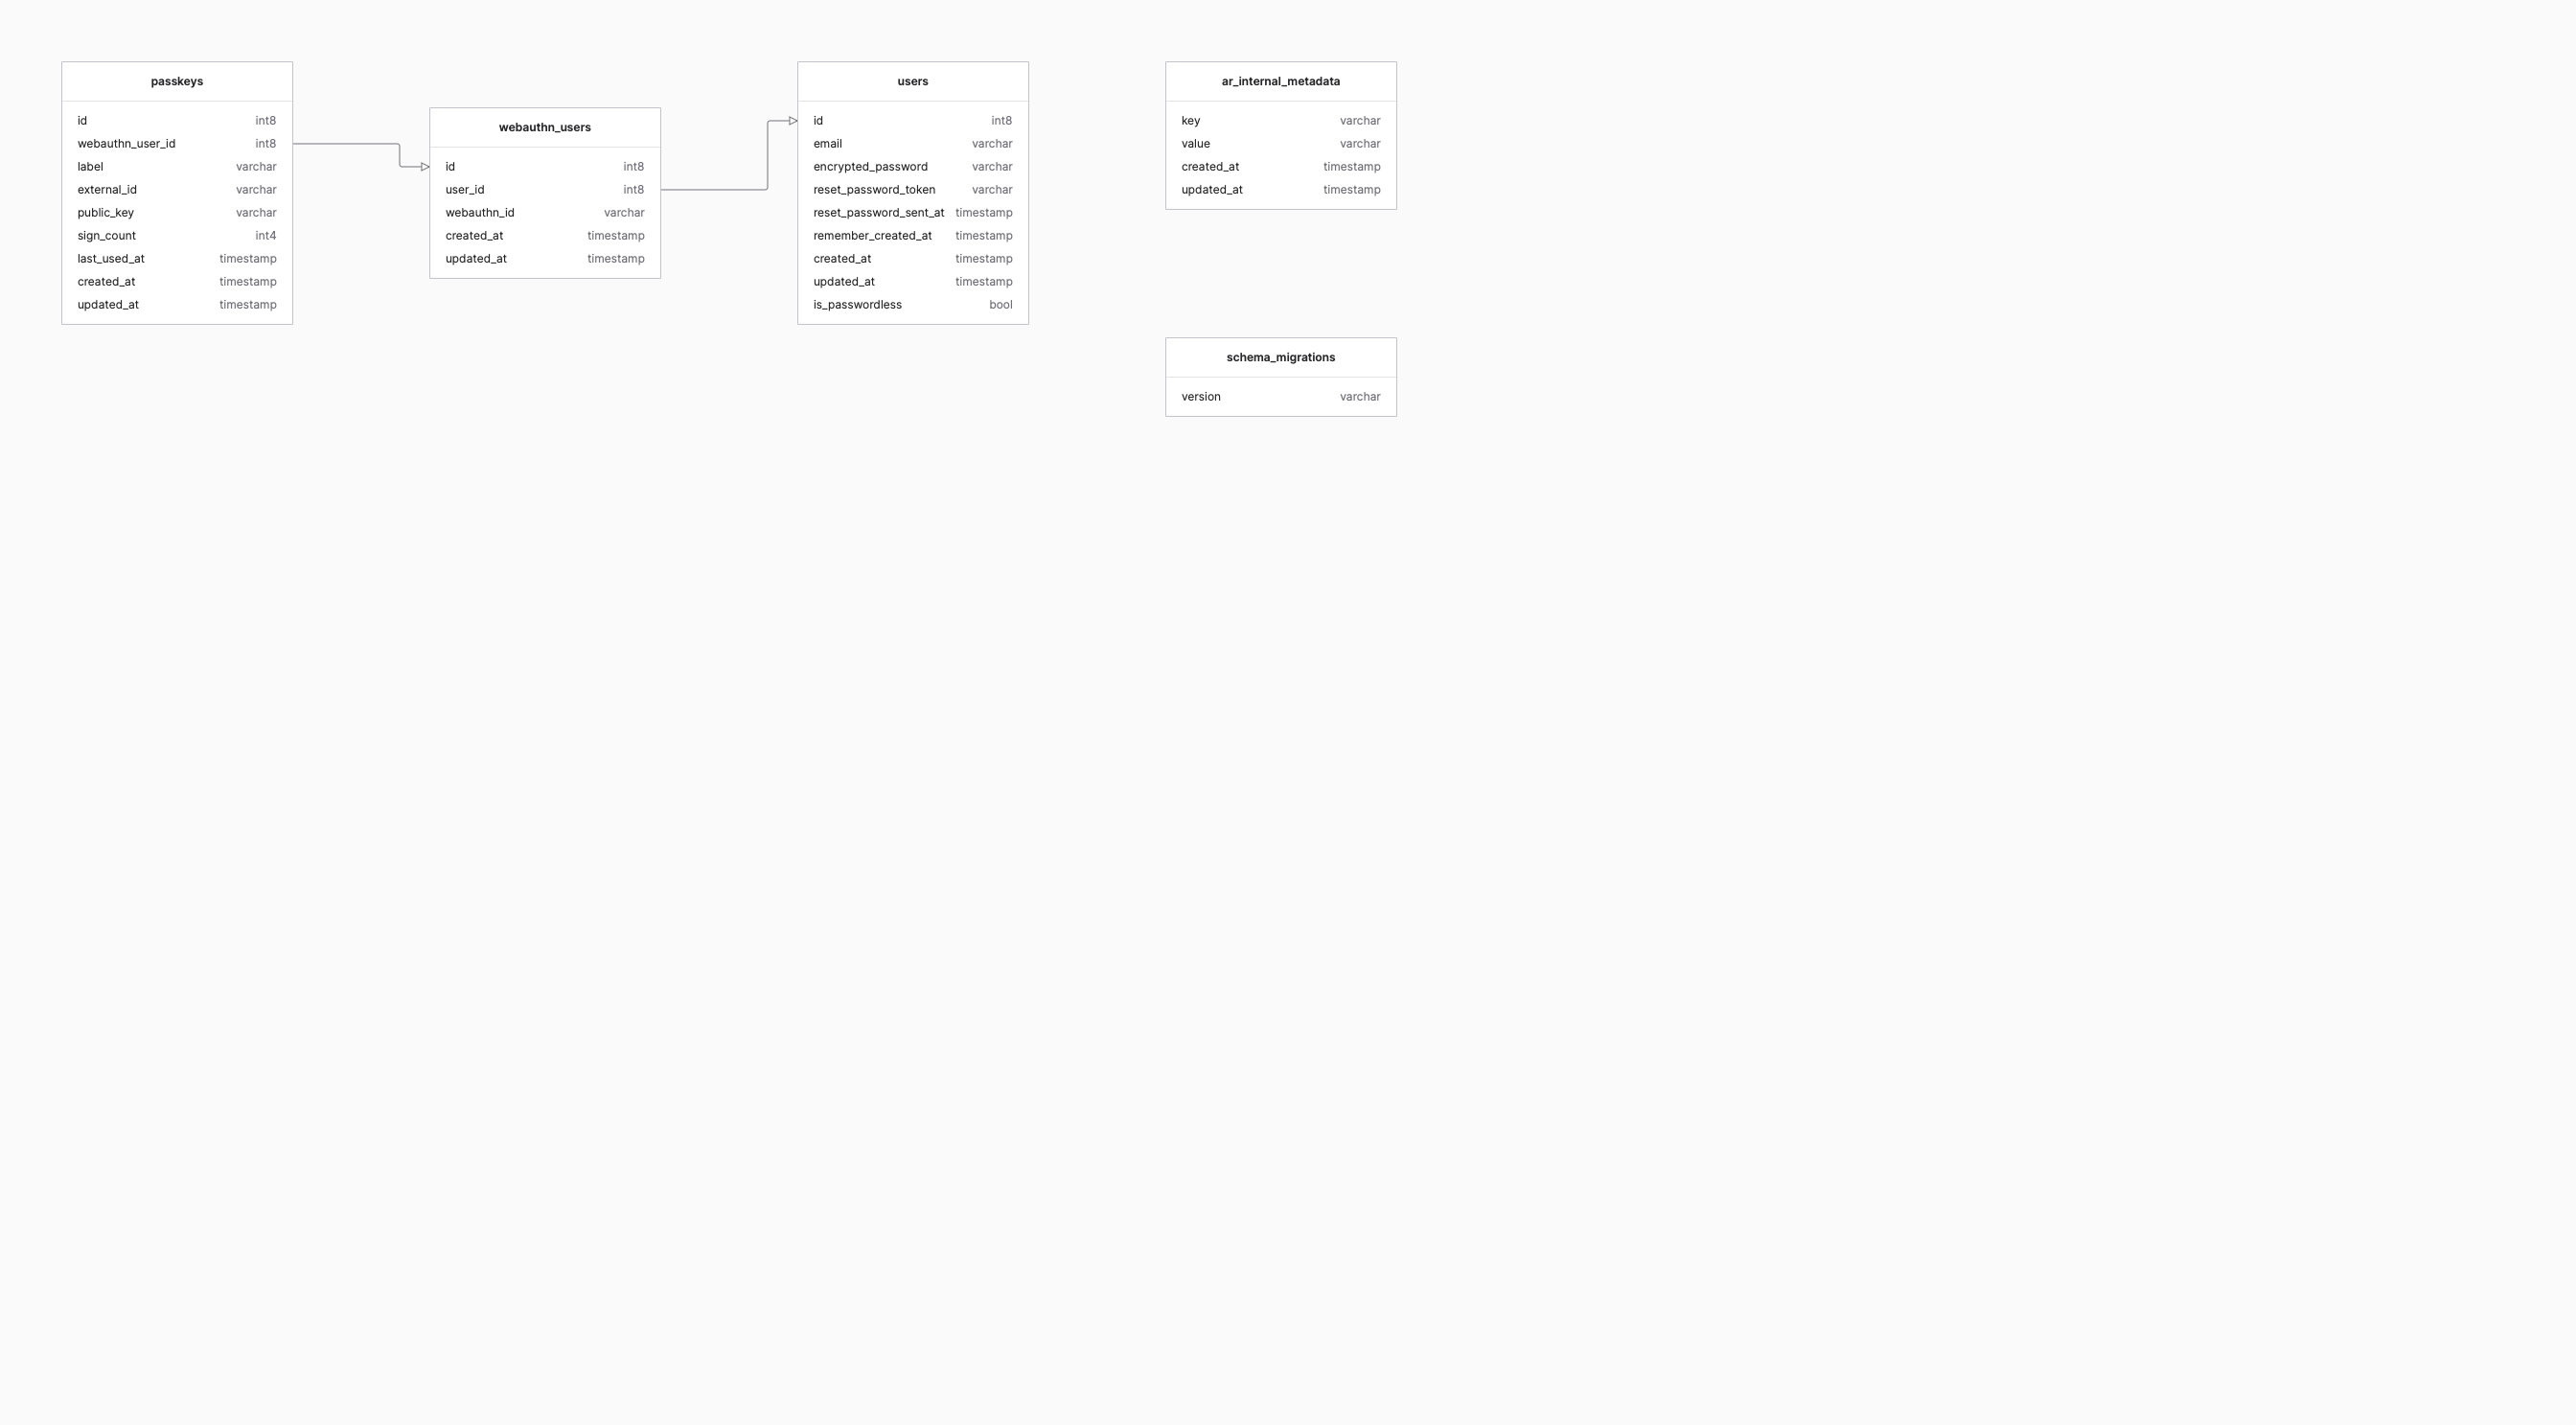 passkeys
id int8
webauthn_user_id int8
label varchar
external_id varchar
public_key varchar
sign_count int4
last_used_at timestamp
created_at timestamp
updated_at timestamp
webauthn_users
id int8
user_id int8
webauthn_id varchar
created_at timestamp
updated_at timestamp
users
id int8
email varchar
encrypted_password varchar
reset_password_token varchar
reset_password_sent_at timestamp
remember_created_at timestamp
created_at timestamp
updated_at timestamp
is_passwordless bool
ar_internal_metadata
key varchar
value varchar
created_at timestamp
updated_at timestamp
schema_migrations
version varchar